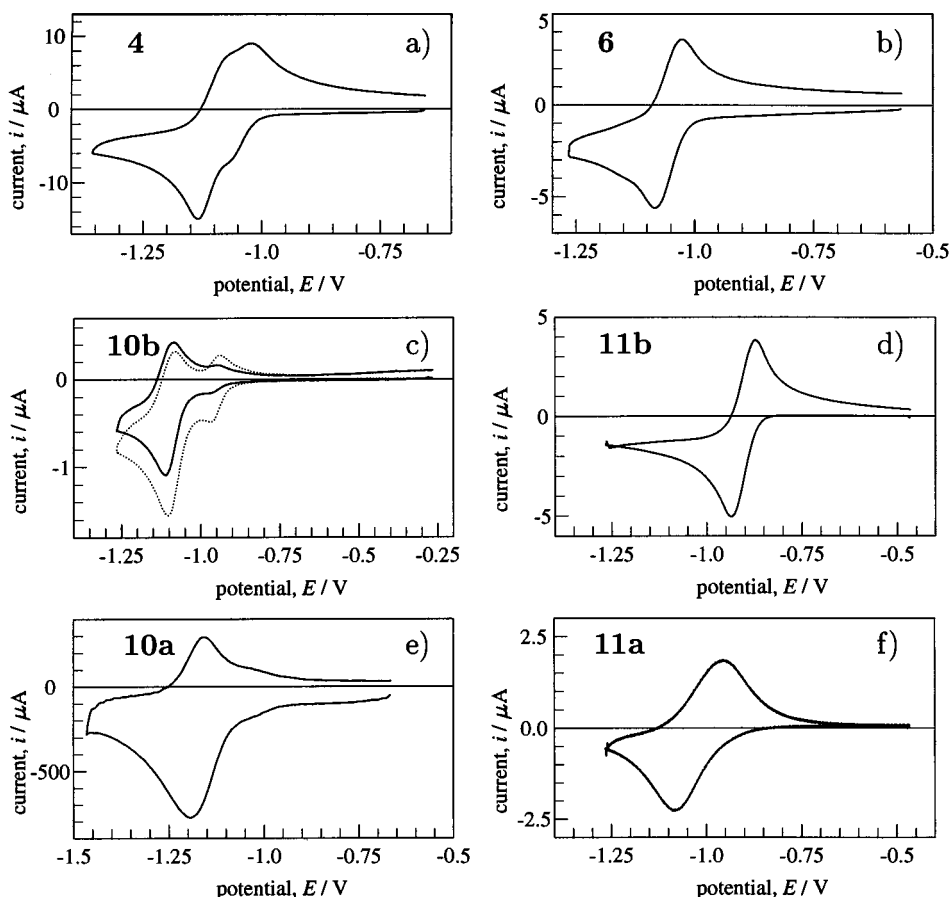 4 a)
10
0
-10
current, i / μA
-1.25 -1.0 -0.75
potential, E / V
6 b)
5
0
-5
current, i / μA
-1.25 -1.0 -0.75 -0.5
potential, E / V
10b c)
0
-1
current, i / μA
-1.25 -1.0 -0.75 -0.5 -0.25
potential, E / V
11b d)
5
0
-5
current, i / μA
-1.25 -1.0 -0.75 -0.5
potential, E / V
10a e)
0
-500
current, i / μA
-1.5 -1.25 -1.0 -0.75 -0.5
potential, E / V
11a f)
2.5
0.0
-2.5
current, i / μA
-1.25 -1.0 -0.75 -0.5
potential, E / V